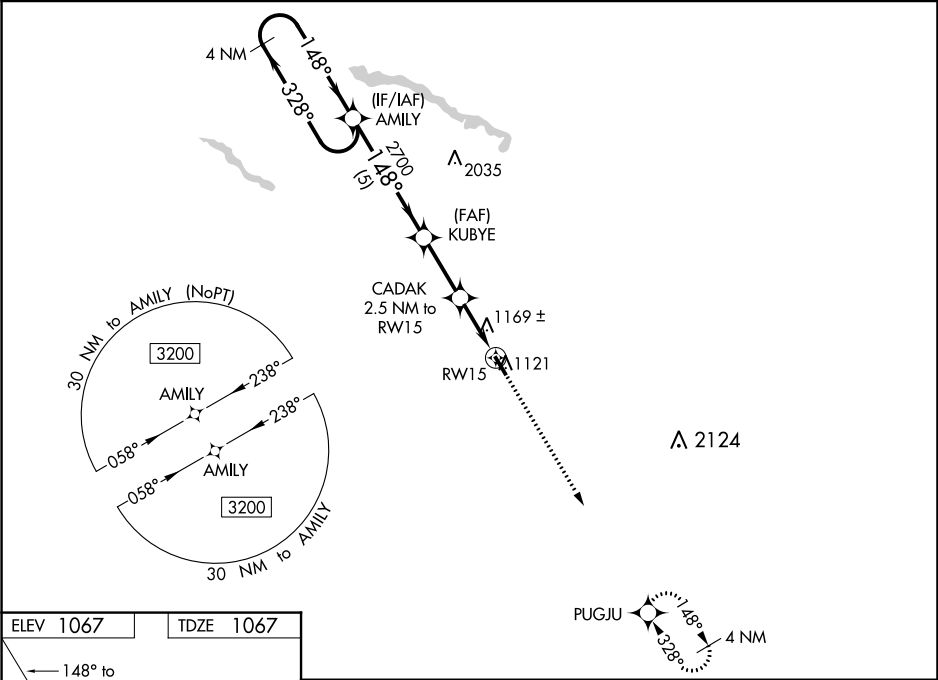 4 NM
148°
328°
(IF/IAF)
AMILY
2700
148°
(5)
2035
(FAF)
KUBYE
CADAK
2.5 NM to
RW15
1169 ±
RW15
1121
2124
30 NM to AMILY (NoPT)
3200
AMILY
238°
058°
238°
AMILY
058°
3200
30 NM to AMILY
PUGJU
148°
328°
4 NM
ELEV 1067
TDZE 1067
148° to